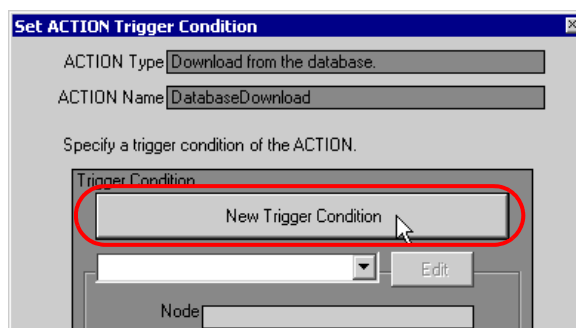 Set ACTION Trigger Condition
ACTION Type Download from the database.
ACTION Name DatabaseDownload
Specify a trigger condition of the ACTION.
Trigger Condition
New Trigger Condition
Edit
Node